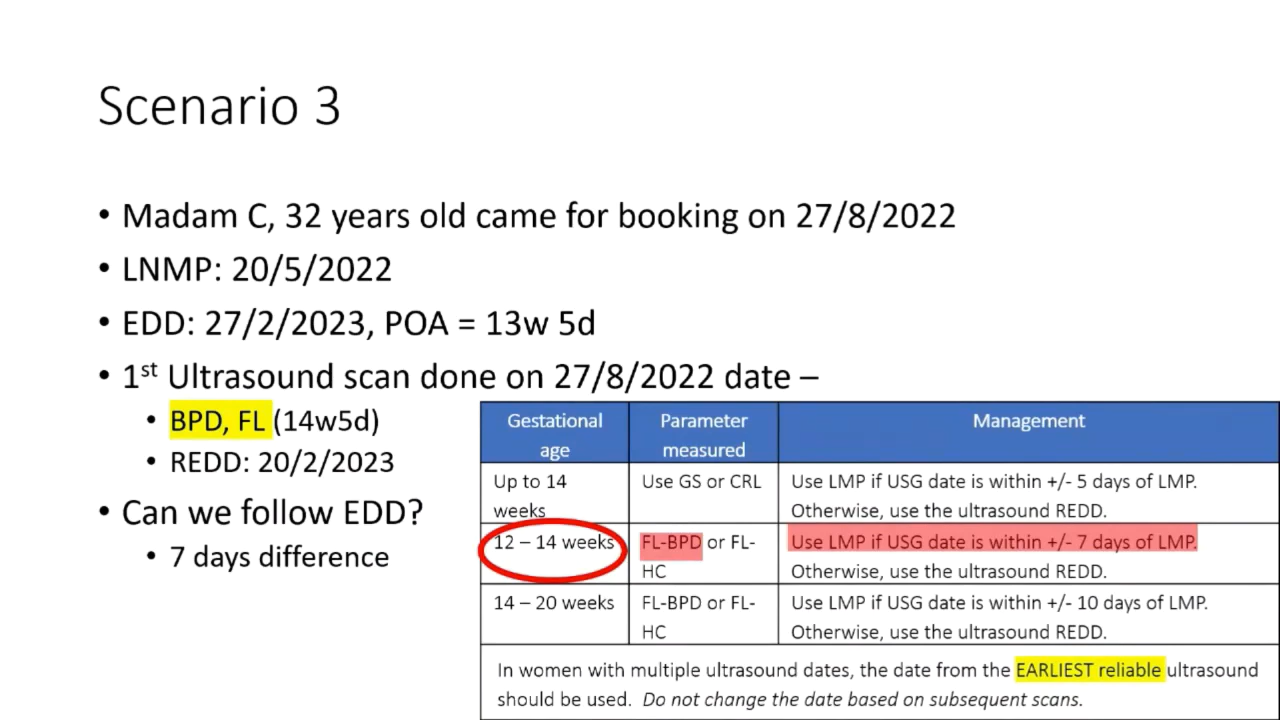 Scenario 3
• Madam C, 32 years old came for booking on 27/8/2022
• LNMP: 20/5/2022
• EDD: 27/2/2023, POA = 13w 5d
• 1st Ultrasound scan done on 27/8/2022 date –
• BPD, FL (14w5d)
• REDD: 20/2/2023
• Can we follow EDD?
• 7 days difference
Gestational age
Parameter measured
Management
Up to 14 weeks
Use GS or CRL
Use LMP if USG date is within +/- 5 days of LMP.
Otherwise, use the ultrasound REDD.
12 – 14 weeks
FL-BPD or FL-HC
Use LMP if USG date is within +/- 7 days of LMP.
Otherwise, use the ultrasound REDD.
14 – 20 weeks
FL-BPD or FL-HC
Use LMP if USG date is within +/- 10 days of LMP.
Otherwise, use the ultrasound REDD.
In women with multiple ultrasound dates, the date from the EARLIEST reliable ultrasound
should be used. Do not change the date based on subsequent scans.